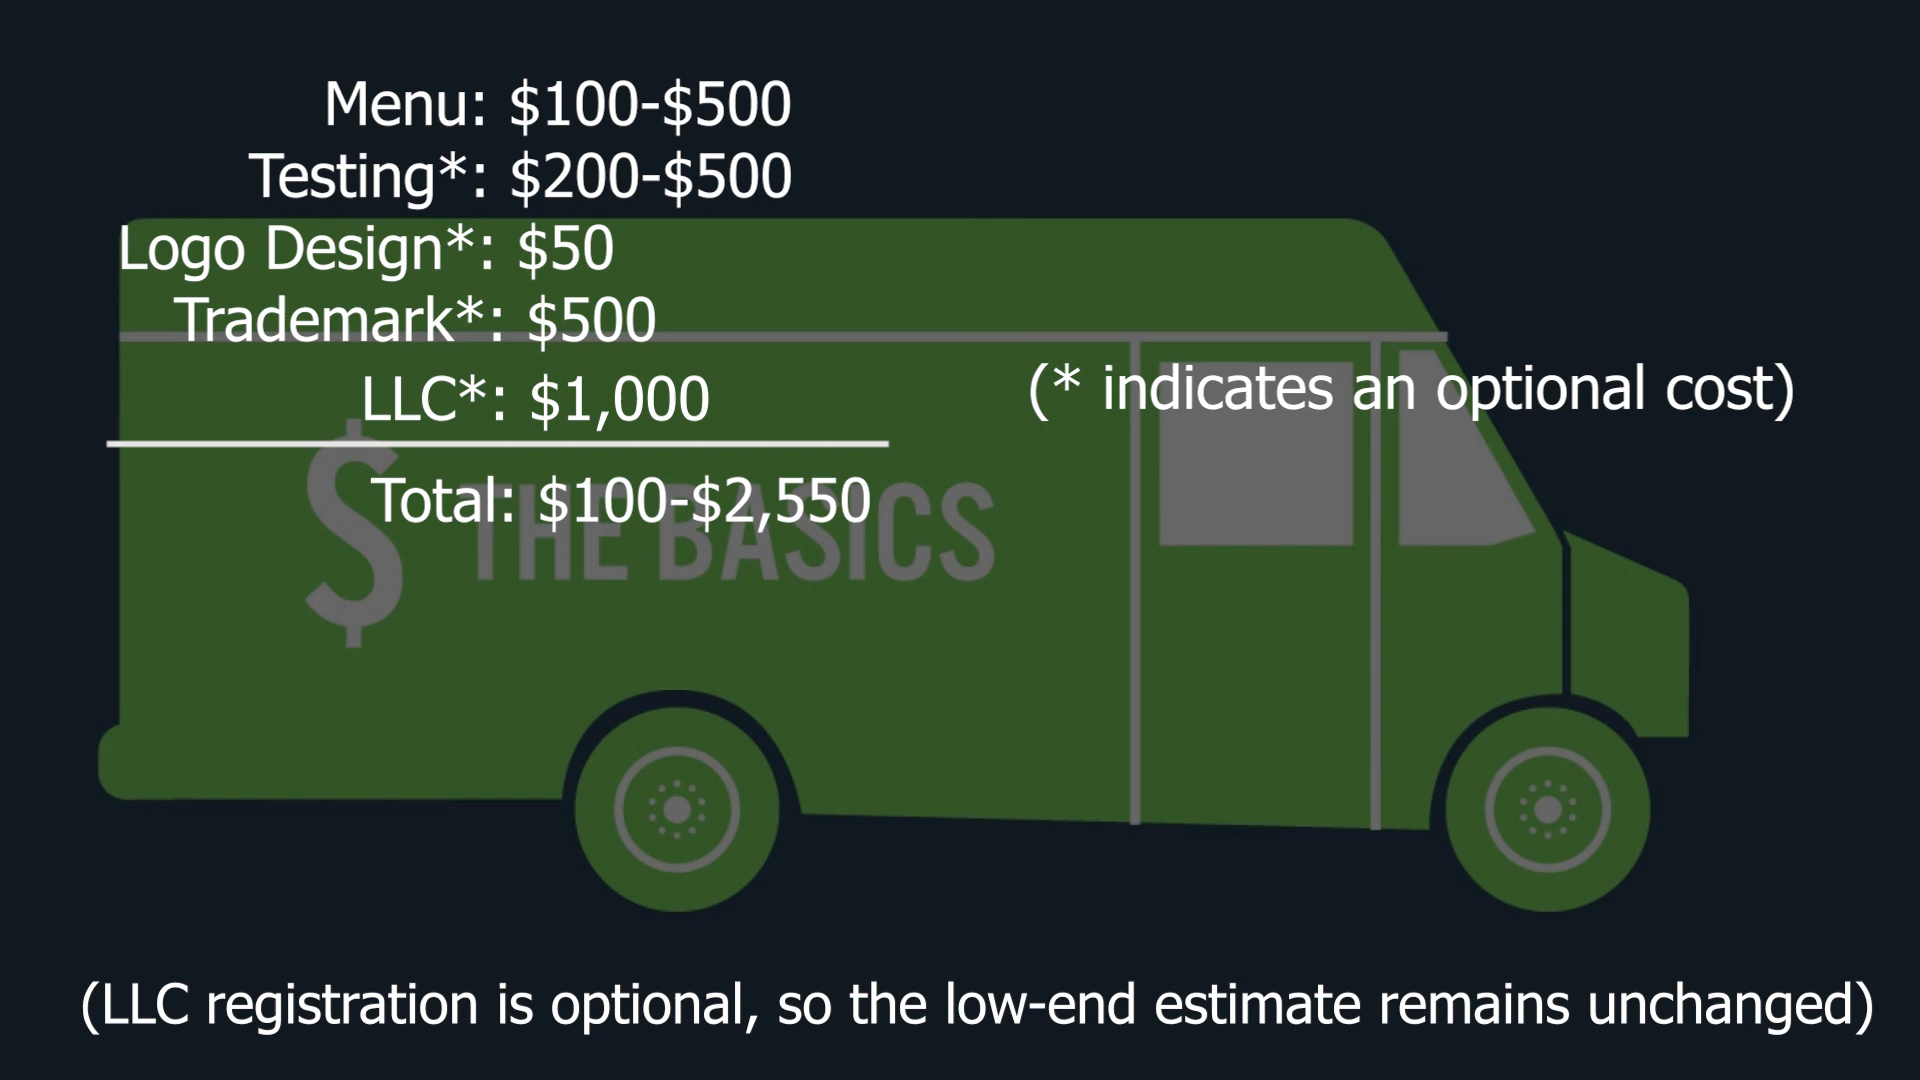 Menu: $100-$500
Testing*: $200-$500
Logo Design*: $50
Trademark*: $500
(* indicates an optional cost)
LLC*: $1,000
Total: $100-$2,550
$ THE BASICS
(LLC registration is optional, so the low-end estimate remains unchanged)